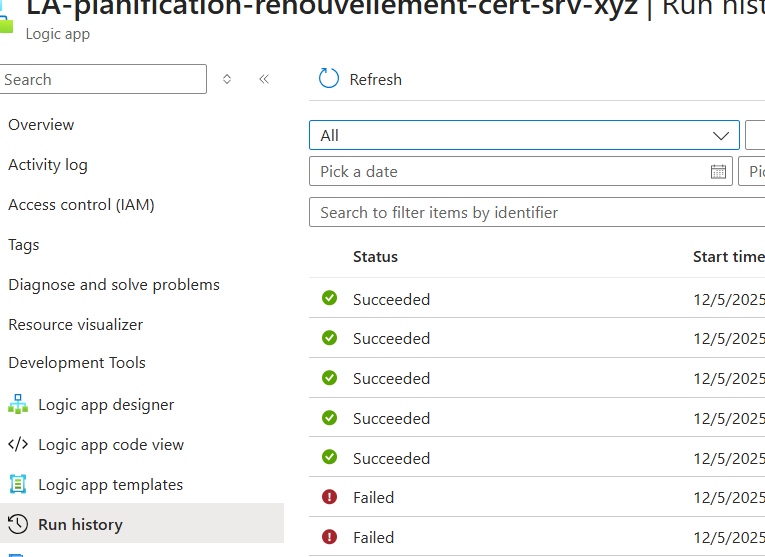 LA-planification-renouvellement-cert-srv-xyz | Run
Logic app
Search
Refresh
Overview
All
Activity log
Pick a date
Access control (IAM)
Search to filter items by identifier
Tags
Status Start time
Diagnose and solve problems
Succeeded 12/5/2025
Resource visualizer
Succeeded 12/5/2025
Development Tools
Succeeded 12/5/2025
Logic app designer
Succeeded 12/5/2025
Logic app code view
Succeeded 12/5/2025
Logic app templates
Failed 12/5/2025
Run history
Failed 12/5/2025